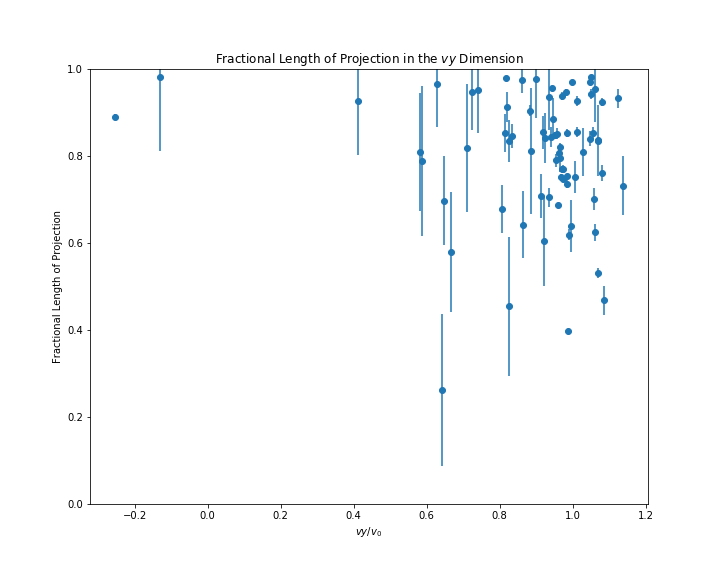 Fractional Length of Projection in the vy Dimension
1.0
0.8
0.6
0.4
0.2
0.0
Fractional Length of Projection
−0.2 0.0 0.2 0.4 0.6 0.8 1.0 1.2
vy/v₀